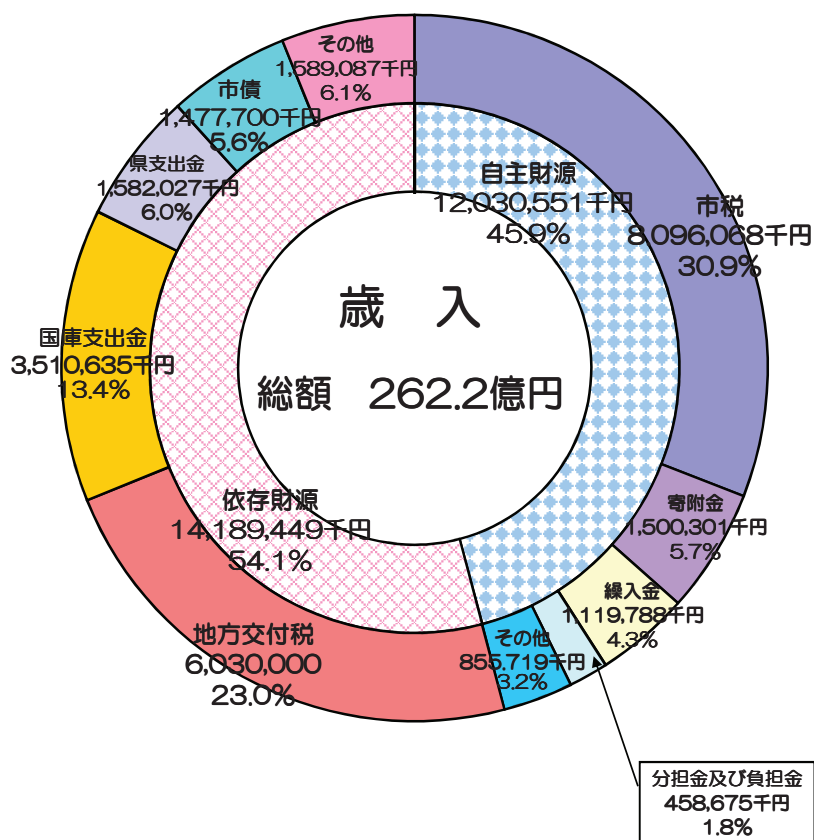 その他
1,589,087千円
6.1%
市債
1,477,700千円
5.6%
県支出金
1,582,027千円
6.0%
自主財源
12,030,551千円
45.9%
市税
8,096,068千円
30.9%
歳 入
総額 262.2億円
国庫支出金
3,510,635千円
13.4%
依存財源
14,189,449千円
54.1%
寄附金
1,500,301千円
5.7%
繰入金
1,119,788千円
4.3%
地方交付税
6,030,000
23.0%
その他
855,719千円
3.2%
分担金及び負担金
458,675千円
1.8%